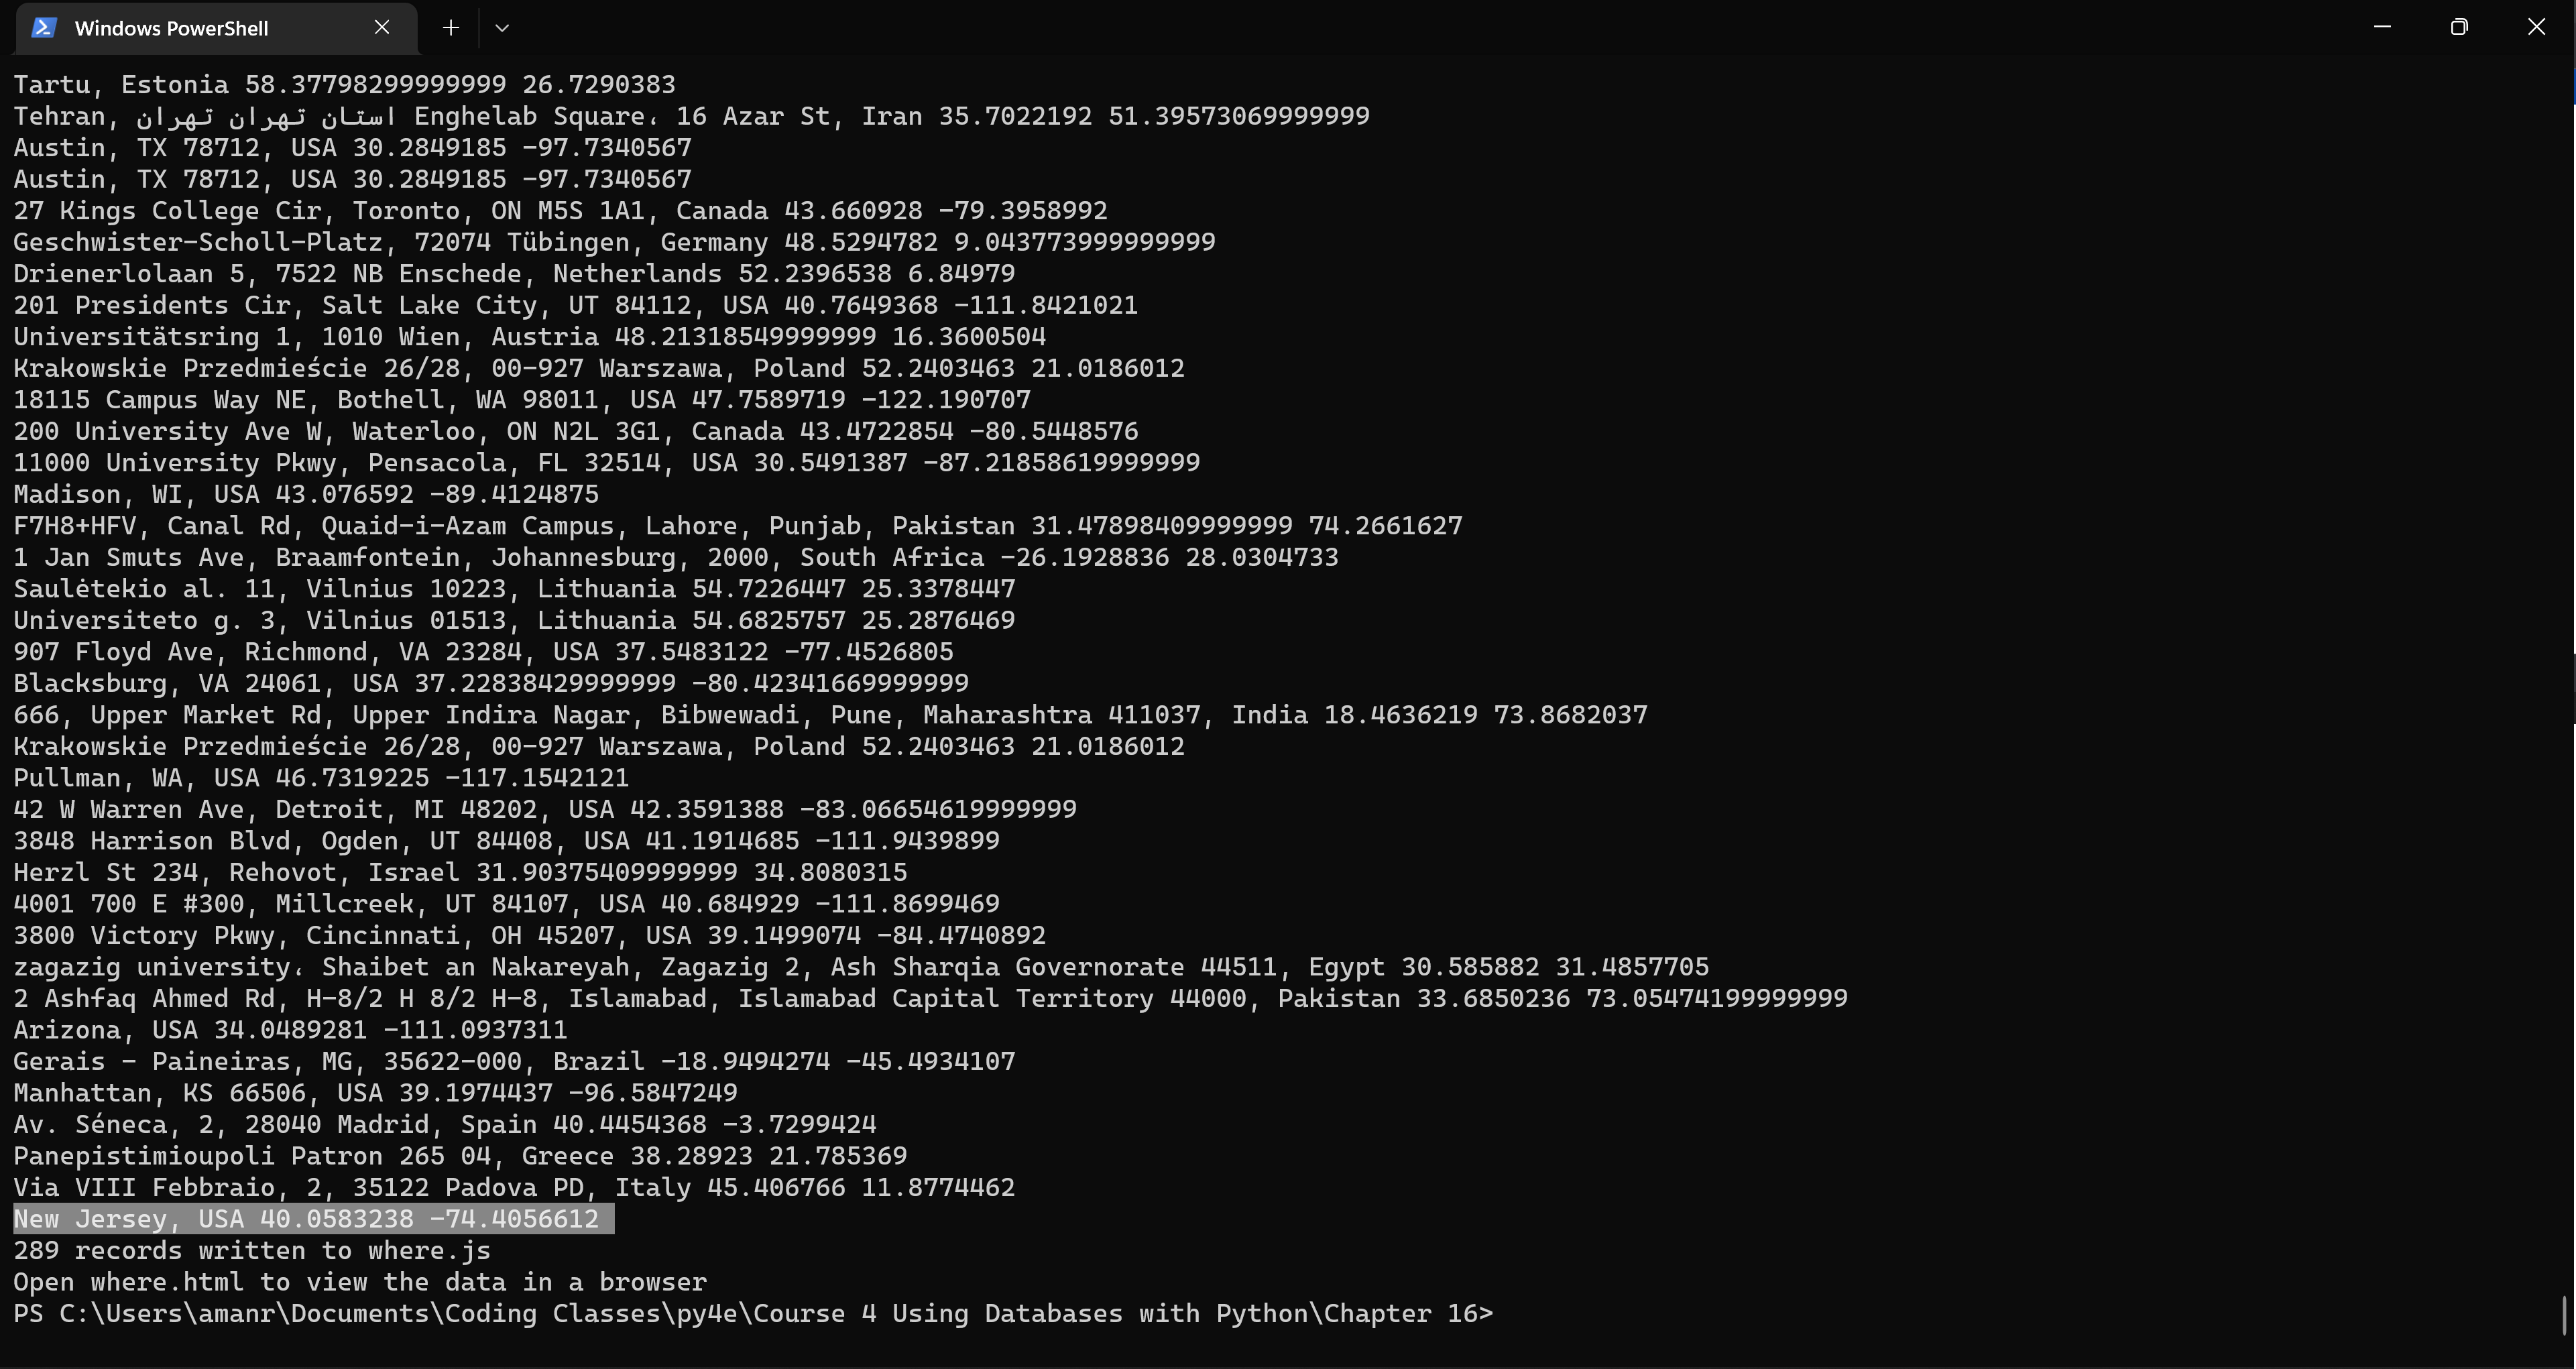 Windows PowerShell
Tartu, Estonia 58.37798299999999 26.7290383
Tehran, استان تهران تهران Enghelab Square، 16 Azar St, Iran 35.7022192 51.39573069999999
Austin, TX 78712, USA 30.2849185 -97.7340567
Austin, TX 78712, USA 30.2849185 -97.7340567
27 Kings College Cir, Toronto, ON M5S 1A1, Canada 43.660928 -79.3958992
Geschwister-Scholl-Platz, 72074 Tübingen, Germany 48.5294782 9.043773999999999
Drienerlolaan 5, 7522 NB Enschede, Netherlands 52.2396538 6.84979
201 Presidents Cir, Salt Lake City, UT 84112, USA 40.7649368 -111.8421021
Universitätsring 1, 1010 Wien, Austria 48.21318549999999 16.3600504
Krakowskie Przedmieście 26/28, 00-927 Warszawa, Poland 52.2403463 21.0186012
18115 Campus Way NE, Bothell, WA 98011, USA 47.7589719 -122.190707
200 University Ave W, Waterloo, ON N2L 3G1, Canada 43.4722854 -80.5448576
11000 University Pkwy, Pensacola, FL 32514, USA 30.5491387 -87.21858619999999
Madison, WI, USA 43.076592 -89.4124875
F7H8+HFV, Canal Rd, Quaid-i-Azam Campus, Lahore, Punjab, Pakistan 31.47898409999999 74.2661627
1 Jan Smuts Ave, Braamfontein, Johannesburg, 2000, South Africa -26.1928836 28.0304733
Saulėtekio al. 11, Vilnius 10223, Lithuania 54.7226447 25.3378447
Universiteto g. 3, Vilnius 01513, Lithuania 54.6825757 25.2876469
907 Floyd Ave, Richmond, VA 23284, USA 37.5483122 -77.4526805
Blacksburg, VA 24061, USA 37.22838429999999 -80.42341669999999
666, Upper Market Rd, Upper Indira Nagar, Bibwewadi, Pune, Maharashtra 411037, India 18.4636219 73.8682037
Krakowskie Przedmieście 26/28, 00-927 Warszawa, Poland 52.2403463 21.0186012
Pullman, WA, USA 46.7319225 -117.1542121
42 W Warren Ave, Detroit, MI 48202, USA 42.3591388 -83.06654619999999
3848 Harrison Blvd, Ogden, UT 84408, USA 41.1914685 -111.9439899
Herzl St 234, Rehovot, Israel 31.90375409999999 34.8080315
4001 700 E #300, Millcreek, UT 84107, USA 40.684929 -111.8699469
3800 Victory Pkwy, Cincinnati, OH 45207, USA 39.1499074 -84.4740892
zagazig university، Shaibet an Nakareyah, Zagazig 2, Ash Sharqia Governorate 44511, Egypt 30.585882 31.4857705
2 Ashfaq Ahmed Rd, H-8/2 H 8/2 H-8, Islamabad, Islamabad Capital Territory 44000, Pakistan 33.6850236 73.05474199999999
Arizona, USA 34.0489281 -111.0937311
Gerais - Paineiras, MG, 35622-000, Brazil -18.9494274 -45.4934107
Manhattan, KS 66506, USA 39.1974437 -96.5847249
Av. Séneca, 2, 28040 Madrid, Spain 40.4454368 -3.7299424
Panepistimioupoli Patron 265 04, Greece 38.28923 21.785369
Via VIII Febbraio, 2, 35122 Padova PD, Italy 45.406766 11.8774462
New Jersey, USA 40.0583238 -74.4056612
289 records written to where.js
Open where.html to view the data in a browser
PS C:\Users\amanr\Documents\Coding Classes\py4e\Course 4 Using Databases with Python\Chapter 16>